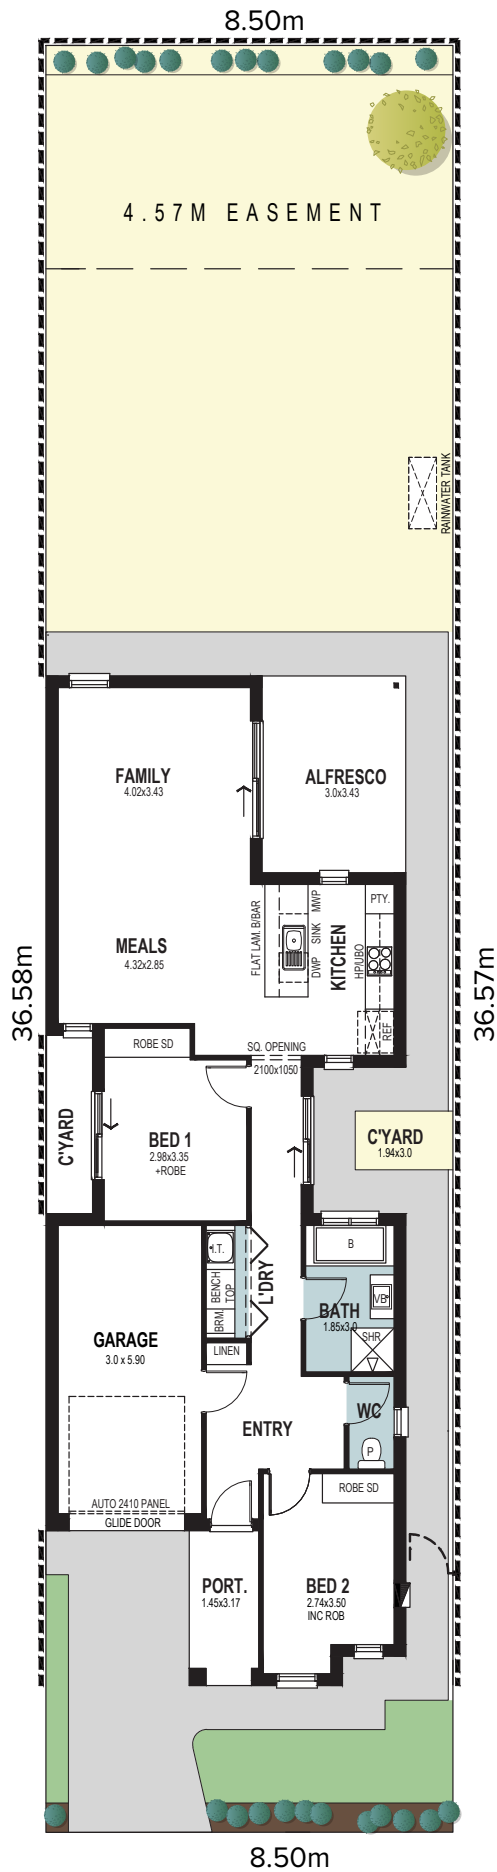 8.50m
4.57M EASEMENT
RAINWATER TANK
FAMILY
4.02x3.43
ALFRESCO
3.0x3.43
36.58m
36.57m
MEALS
4.32x2.85
FLAT LAM. B/BAR
DWP SINK MWP
KITCHEN
HP/UBO
PTY.
REF
ROBE SD
SQ. OPENING
2100x1050
C'YARD
BED 1
2.98x3.35
+ROBE
C'YARD
1.94x3.0
GARAGE
3.0 x 5.90
I.T.
BENCH
TOP
BRM.
L'DRY
LINEN
B
BATH
1.85x3.0
VB
SHR
WC
P
ENTRY
AUTO 2410 PANEL
GLIDE DOOR
ROBE SD
PORT.
1.45x3.17
BED 2
2.74x3.50
INC ROB
8.50m